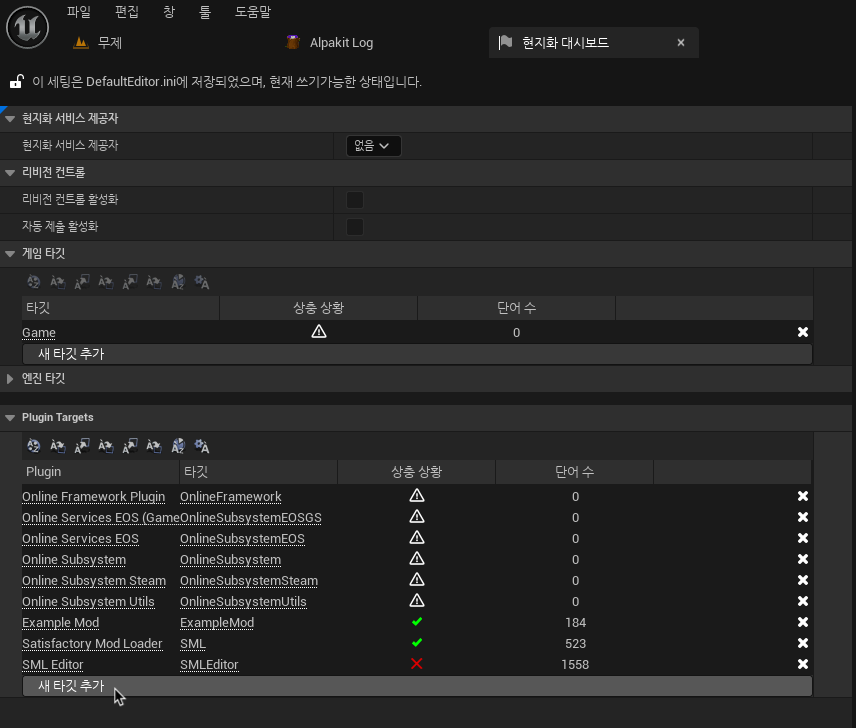 파일 편집 창 툴 도움말
무제 Alpakit Log 현지화 대시보드
이 세팅은 DefaultEditor.ini에 저장되었으며, 현재 쓰기가능한 상태입니다.
현지화 서비스 제공자
현지화 서비스 제공자 없음
리비전 컨트롤
리비전 컨트롤 활성화
자동 제출 활성화
게임 타깃
타깃 상충 상황 단어 수
Game 0
새 타깃 추가
엔진 타깃
Plugin Targets
Plugin 타깃 상충 상황 단어 수
Online Framework Plugin OnlineFramework 0
Online Services EOS (Game OnlineSubsystemEOSGS 0
Online Services EOS OnlineSubsystemEOS 0
Online Subsystem OnlineSubsystem 0
Online Subsystem Steam OnlineSubsystemSteam 0
Online Subsystem Utils OnlineSubsystemUtils 0
Example Mod ExampleMod 184
Satisfactory Mod Loader SML 523
SML Editor SMLEditor 1558
새 타깃 추가